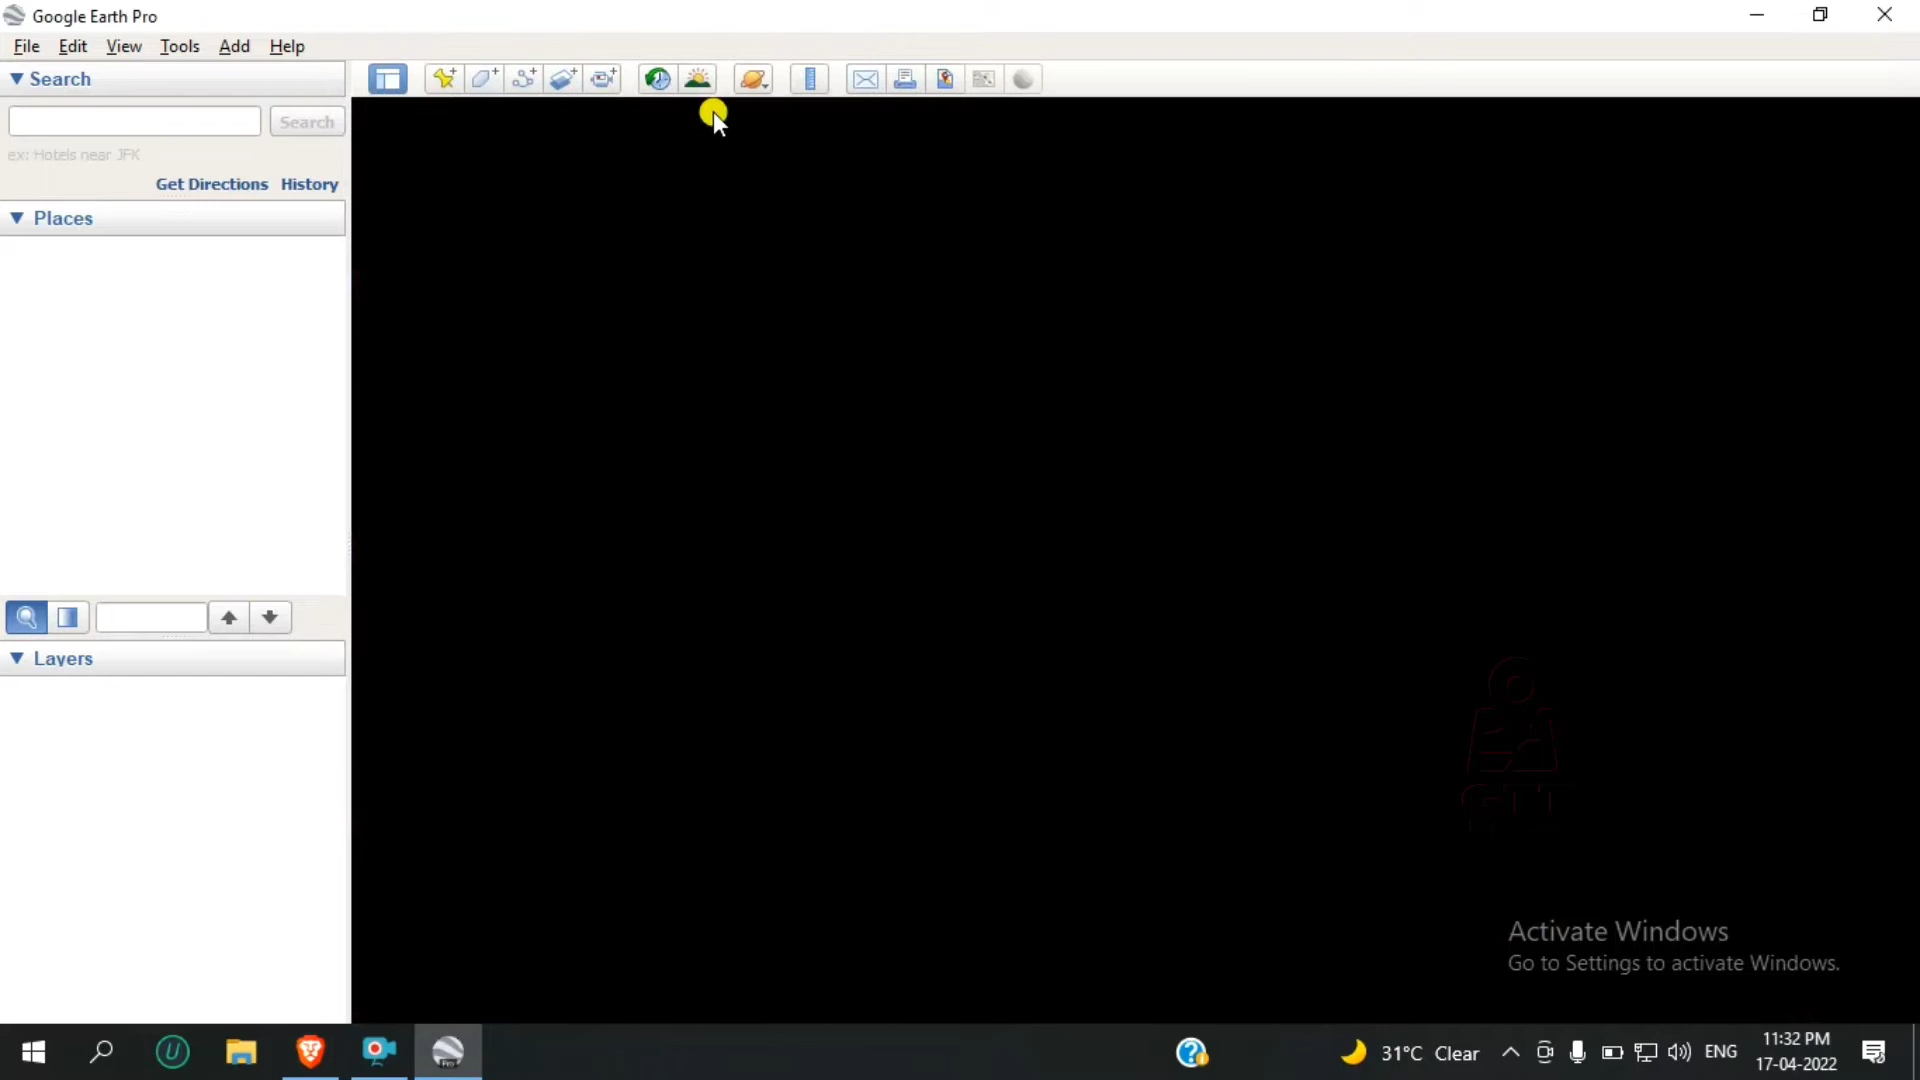 Google Earth Pro
File Edit View Tools Add Help
Search
Search
ex: Hotels near JFK
Get Directions History
Places
Layers
Activate Windows
Go to Settings to activate Windows.
Pro
31°C Clear
ENG
11:32 PM
17-04-2022